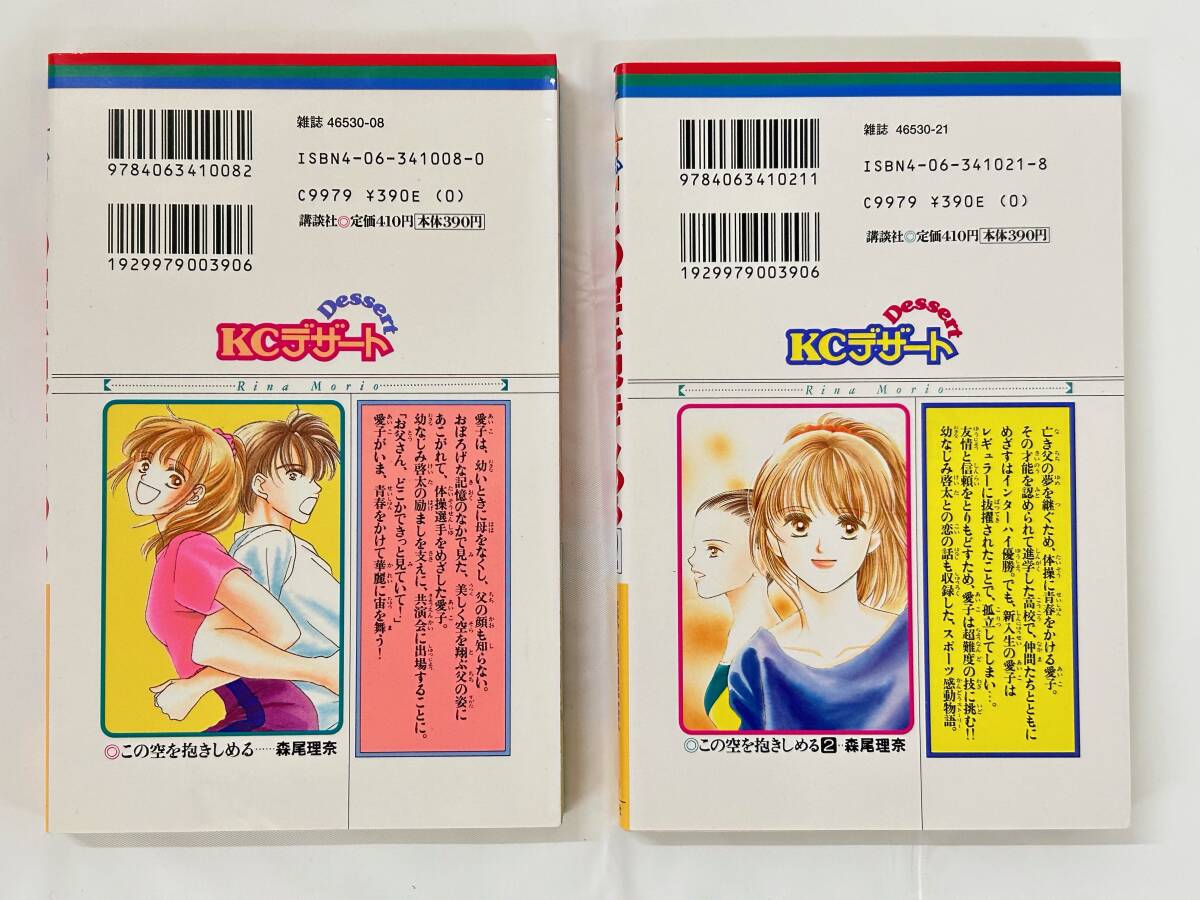 9784063410082
雑誌 46530-08
ISBN4-06-341008-0
C9979 ¥390E (0)
講談社◎定価410円 本体390円
1929979003906
Dessert
KCデザート
Rina Morio
愛子は、幼いときに母をなくし、父の顔も知らない。
おぼろげな記憶のなかで見た、美しく空を翔ぶ父の姿に
あこがれて、体操選手をめざした愛子。
幼なじみ啓太の励ましを支えに、共演会に出場することに。
「お父さん、どこかできっと見ていて！」
愛子がいま、青春をかけて華麗に宙を舞う！
◎この空を抱きしめる……森尾理奈
9784063410211
雑誌 46530-21
ISBN4-06-341021-8
C9979 ¥390E (0)
講談社◎定価410円 本体390円
1929979003906
Dessert
KCデザート
Rina Morio
亡き父の夢を継ぐため、体操に青春をかける愛子。
その才能を認められて進学した高校で、仲間たちとともに
めざすはインターハイ優勝。でも、新入生の愛子は
レギュラーに抜擢されたことで、孤立してしまい…。
友情と信頼をとりもどすため、愛子は超難度の技に挑む!!
幼なじみ啓太との恋の話も収録した、スポーツ感動物語。
◎この空を抱きしめる2‥森尾理奈